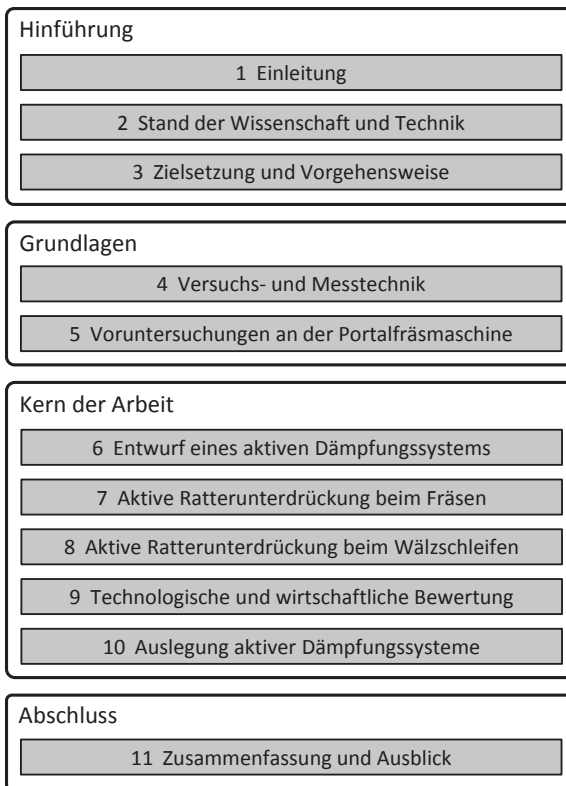 Hinführung
1 Einleitung
2 Stand der Wissenschaft und Technik
3 Zielsetzung und Vorgehensweise
Grundlagen
4 Versuchs- und Messtechnik
5 Voruntersuchungen an der Portalfräsmaschine
Kern der Arbeit
6 Entwurf eines aktiven Dämpfungssystems
7 Aktive Ratterunterdrückung beim Fräsen
8 Aktive Ratterunterdrückung beim Wälzschleifen
9 Technologische und wirtschaftliche Bewertung
10 Auslegung aktiver Dämpfungssysteme
Abschluss
11 Zusammenfassung und Ausblick